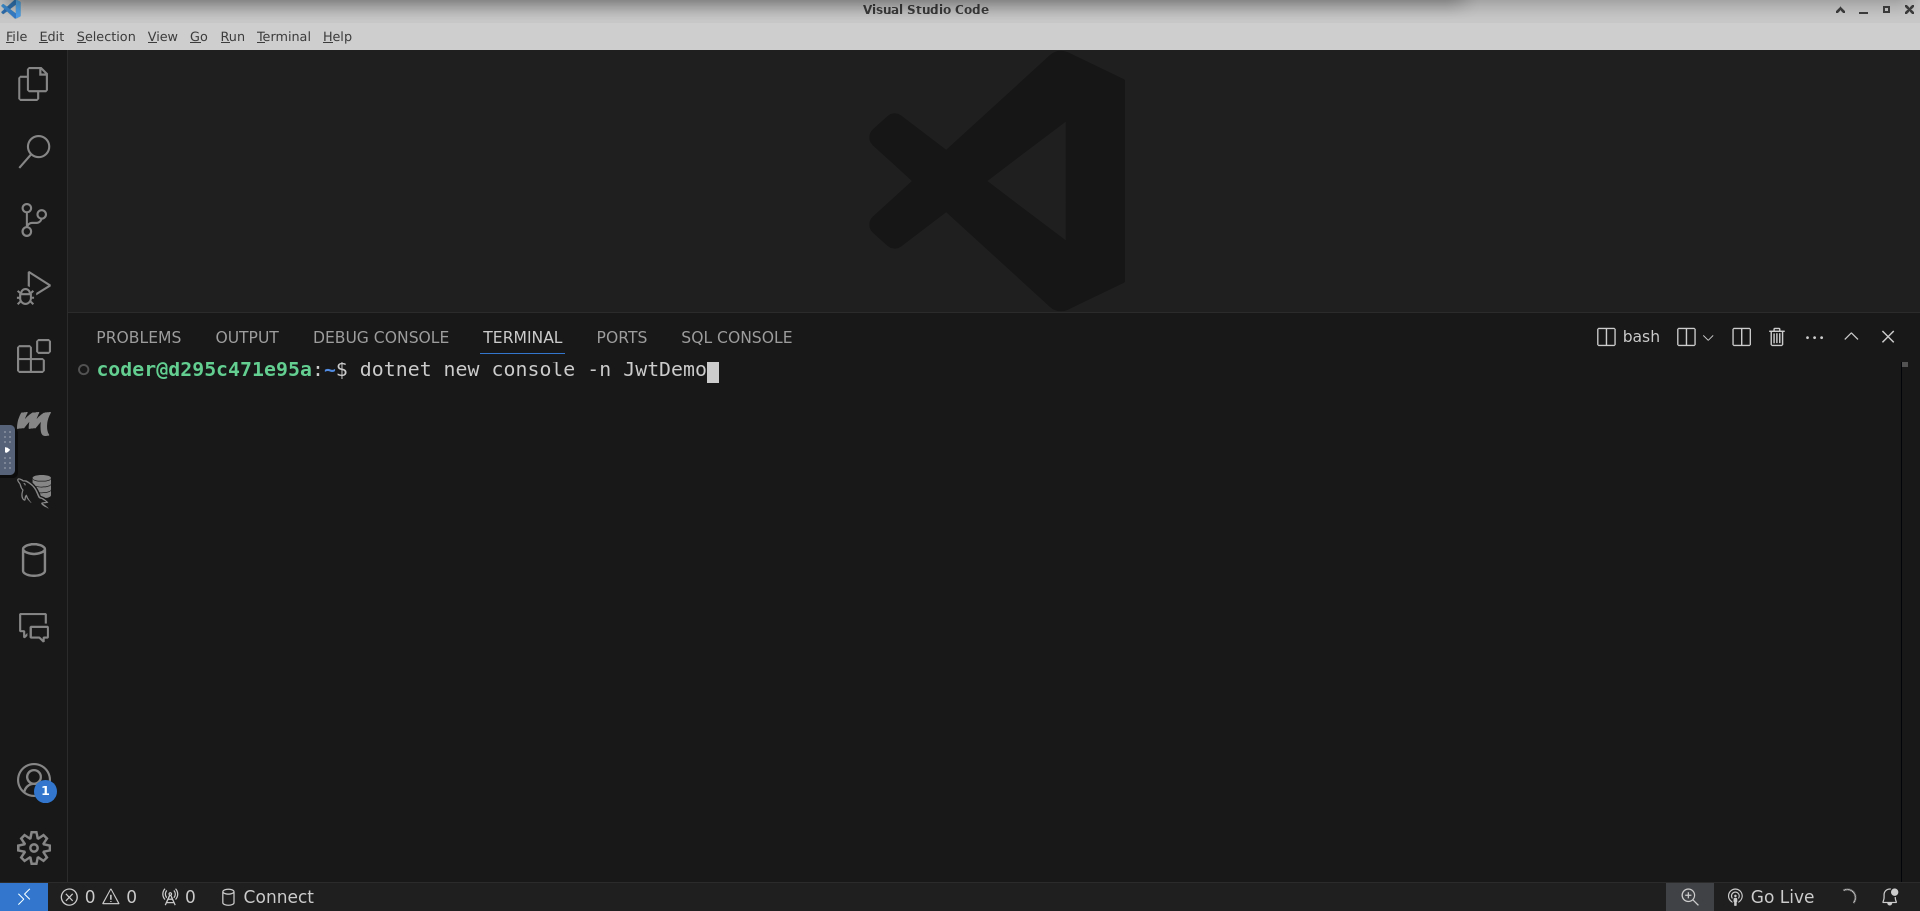 Visual Studio Code
File Edit Selection View Go Run Terminal Help
PROBLEMS OUTPUT DEBUG CONSOLE TERMINAL PORTS SQL CONSOLE bash
coder@d295c471e95a:~$ dotnet new console -n JwtDemo
1
0 0 0 Connect Go Live